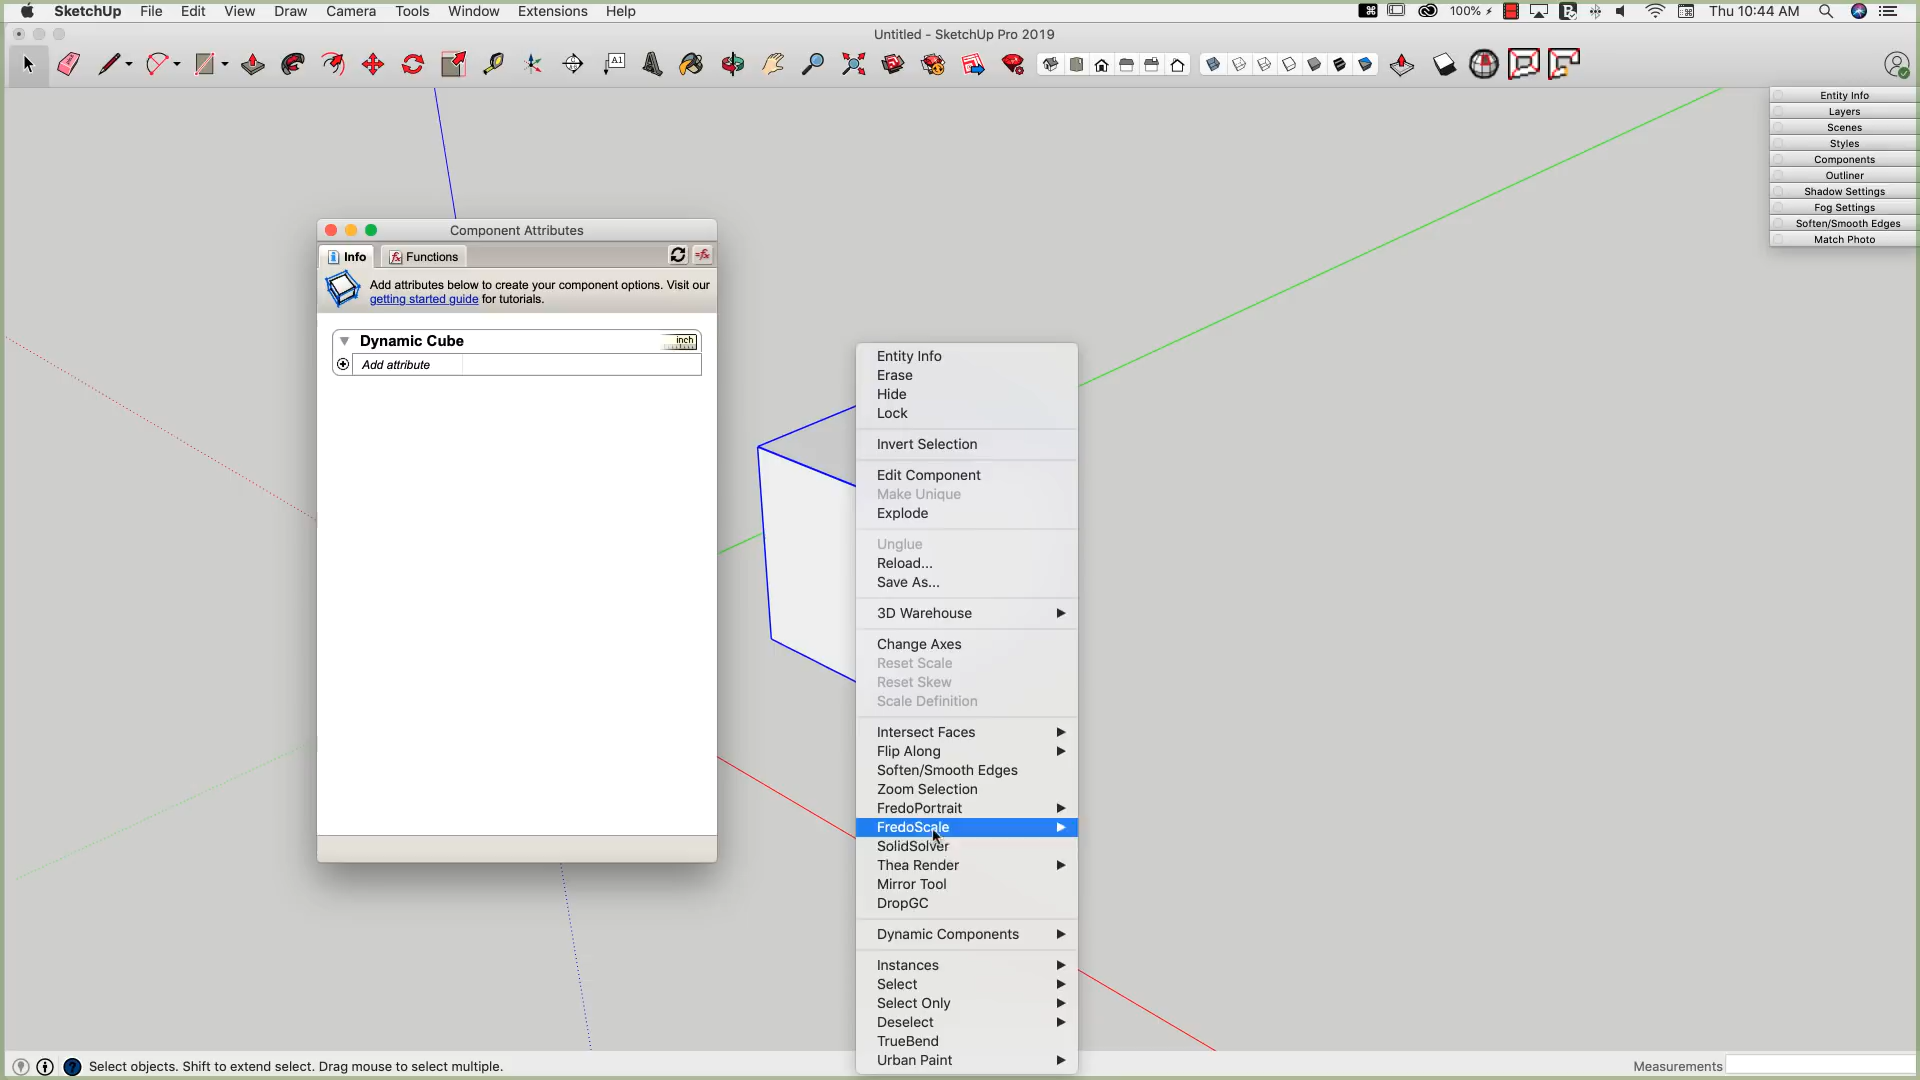 SketchUp File Edit View Draw Camera Tools Window Extensions Help 100% Thu 10:44 AM
Untitled - SketchUp Pro 2019
A1
Entity Info
Layers
Scenes
Styles
Components
Outliner
Shadow Settings
Fog Settings
Soften/Smooth Edges
Match Photo
Component Attributes
Info Functions
Add attributes below to create your component options. Visit our
getting started guide for tutorials.
Dynamic Cube inch
Add attribute
Entity Info
Erase
Hide
Lock
Invert Selection
Edit Component
Make Unique
Explode
Unglue
Reload...
Save As...
3D Warehouse
Change Axes
Reset Scale
Reset Skew
Scale Definition
Intersect Faces
Flip Along
Soften/Smooth Edges
Zoom Selection
FredoPortrait
FredoScale
SolidSolver
Thea Render
Mirror Tool
DropGC
Dynamic Components
Instances
Select
Select Only
Deselect
TrueBend
Urban Paint
Select objects. Shift to extend select. Drag mouse to select multiple.
Measurements